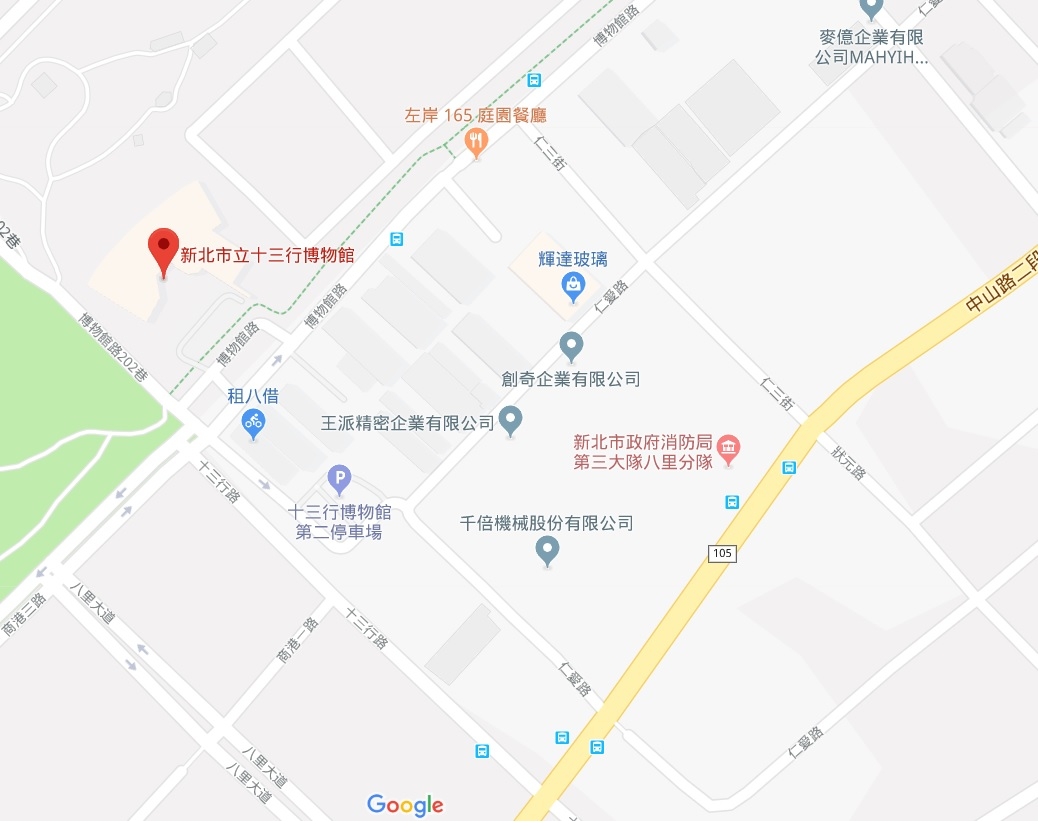 仁愛路
麥億企業有限
公司MAHYIH...
博物館路
左岸 165 庭園餐廳
仁三街
02巷
新北市立十三行博物館
輝達玻璃
中山路二段
仁愛路
博物館路
博物館路202巷
博物館路
創奇企業有限公司
租八借
仁三街
王派精密企業有限公司
新北市政府消防局
第三大隊八里分隊
狀元路
十三行路
P
十三行博物館
第二停車場
千倍機械股份有限公司
105
八里大道
商港三路
十三行路
商港一路
仁愛路
仁愛路
八里大道
八里大道
Google